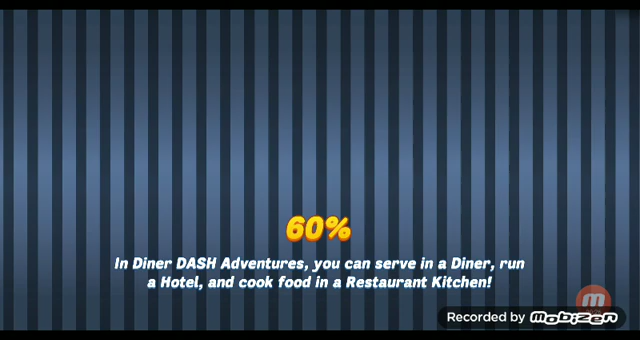 60%
In Diner DASH Adventures, you can serve in a Diner, run
a Hotel, and cook food in a Restaurant Kitchen!
m
Recorded by Mobizen